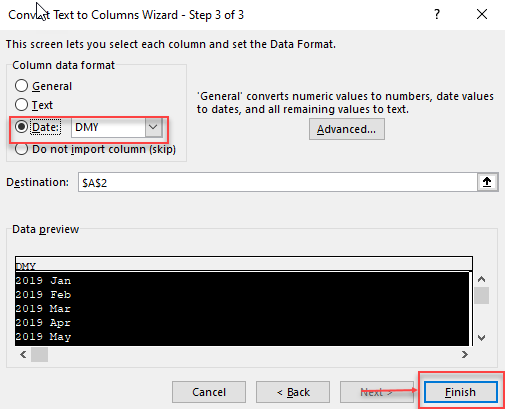 Convert Text to Columns Wizard - Step 3 of 3
This screen lets you select each column and set the Data Format.
Column data format
General
Text
Date: DMY
Do not import column (skip)
'General' converts numeric values to numbers, date values
to dates, and all remaining values to text.
Advanced...
Destination: $A$2
Data preview
DMY
2019 Jan
2019 Feb
2019 Mar
2019 Apr
2019 May
Cancel < Back Next > Finish